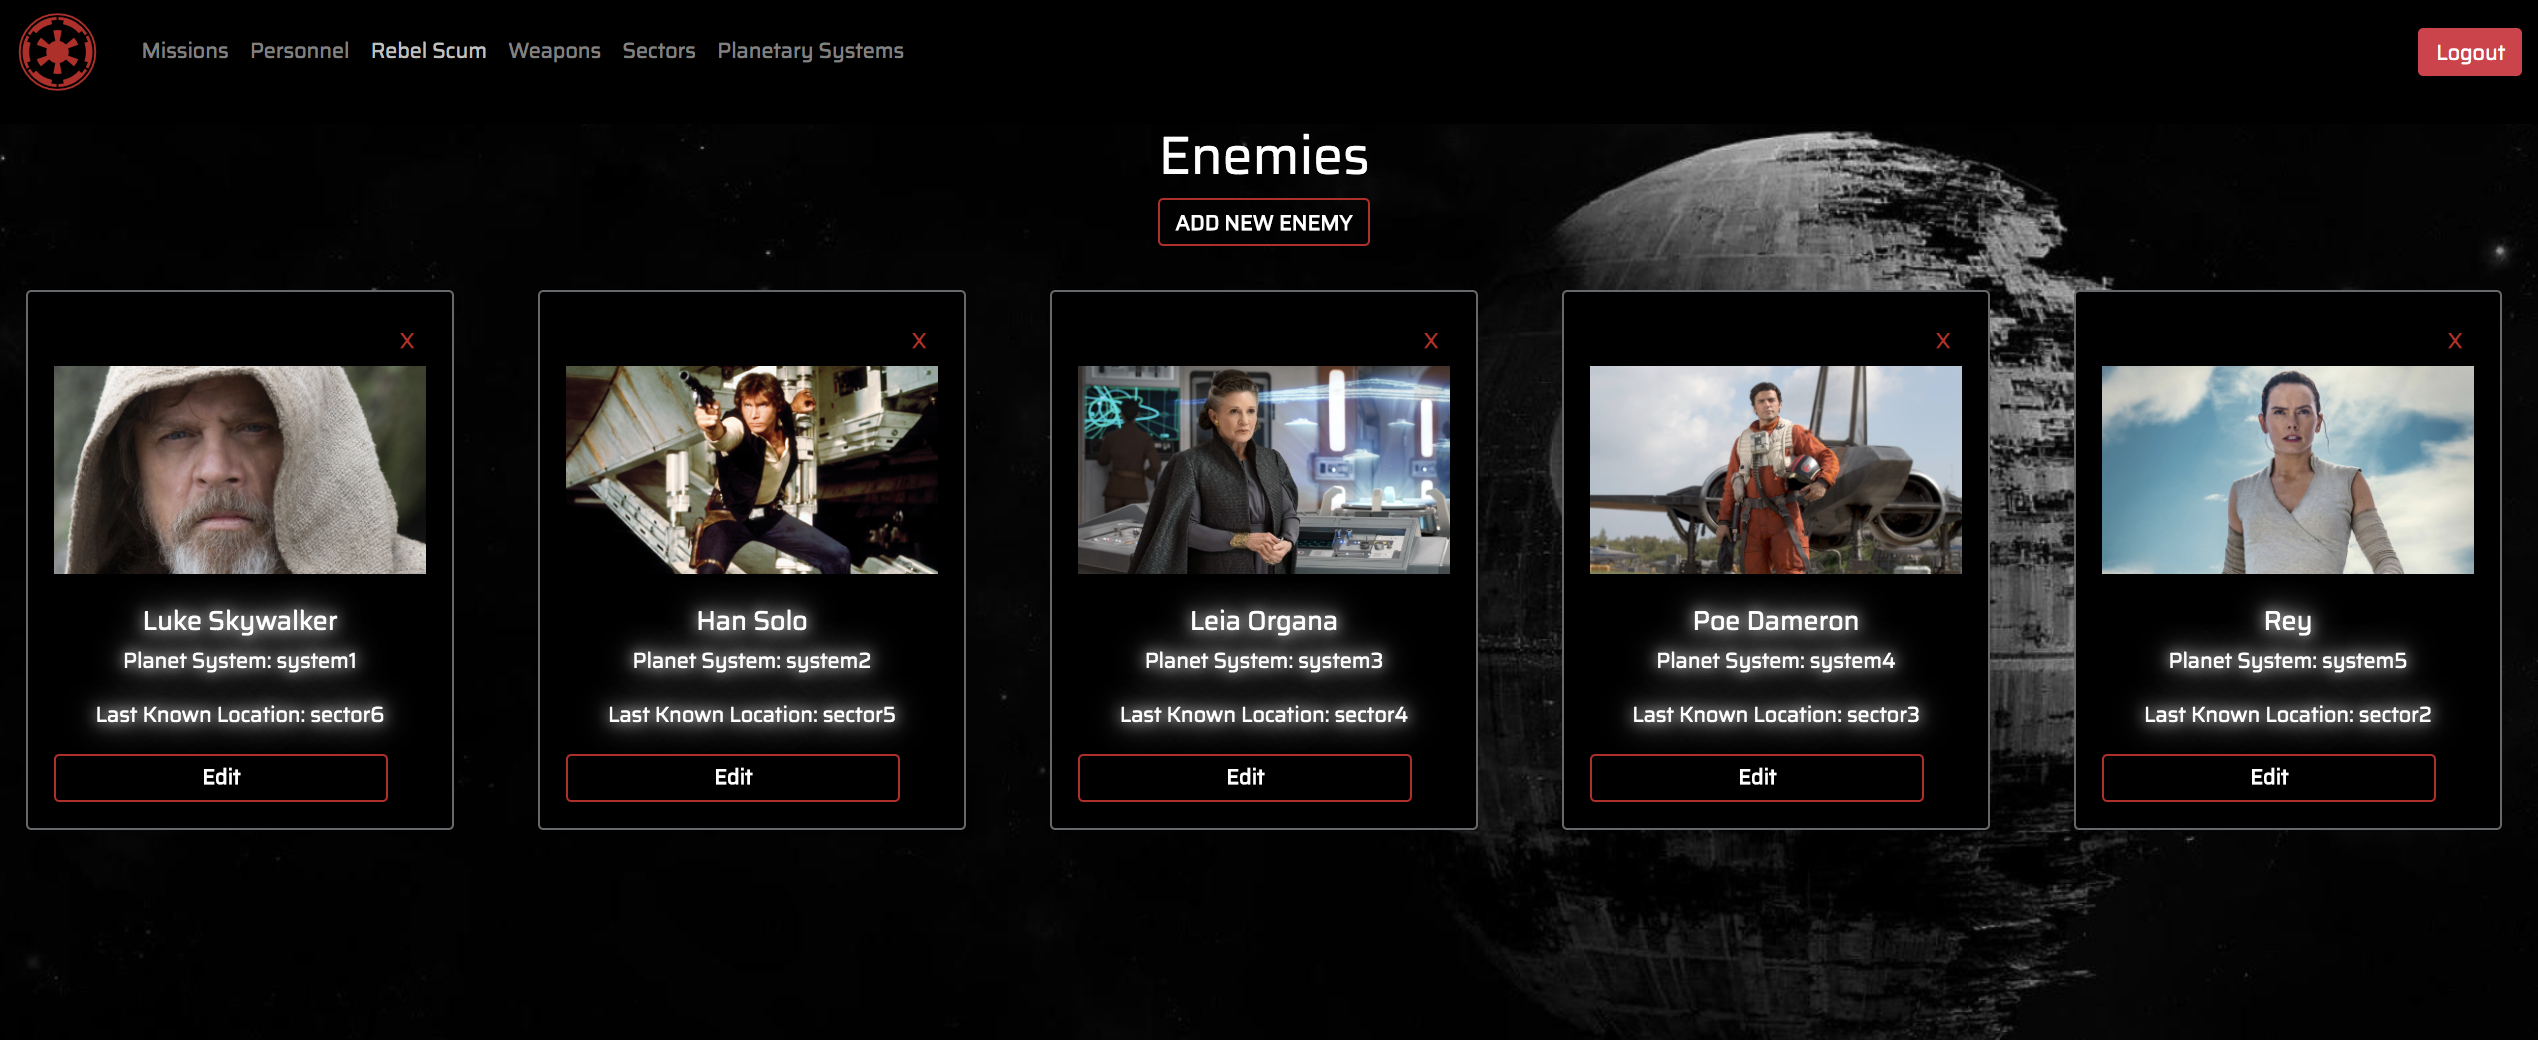 Missions Personnel Rebel Scum Weapons Sectors Planetary Systems Logout
Enemies
ADD NEW ENEMY
X X X X X
Luke Skywalker Han Solo Leia Organa Poe Dameron Rey
Planet System: system1 Planet System: system2 Planet System: system3 Planet System: system4 Planet System: system5
Last Known Location: sector6 Last Known Location: sector5 Last Known Location: sector4 Last Known Location: sector3 Last Known Location: sector2
Edit Edit Edit Edit Edit